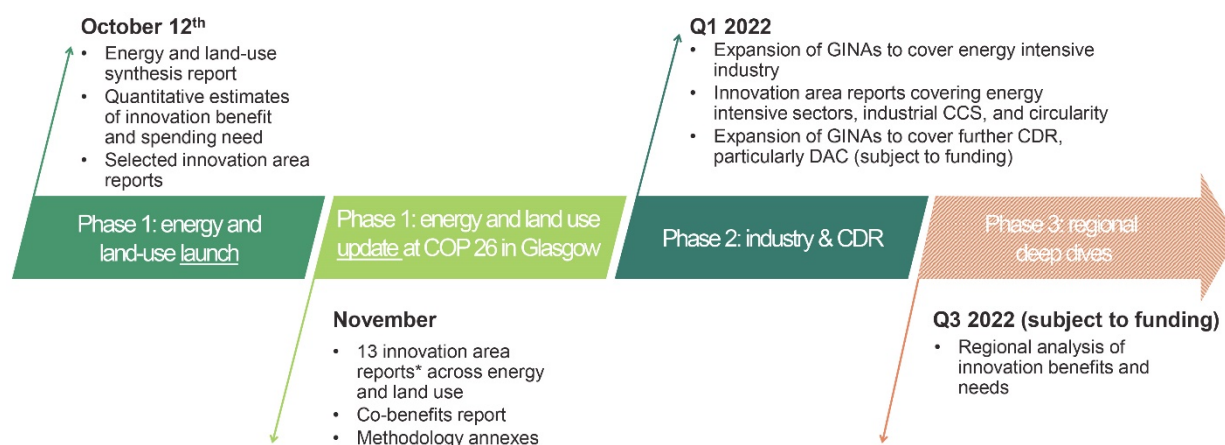 October 12th
• Energy and land-use
synthesis report
• Quantitative estimates
of innovation benefit
and spending need
• Selected innovation area
reports
Q1 2022
• Expansion of GINAs to cover energy intensive
industry
• Innovation area reports covering energy
intensive sectors, industrial CCS, and circularity
• Expansion of GINAs to cover further CDR,
particularly DAC (subject to funding)
Phase 1: energy and
land-use launch
Phase 1: energy and land use
update at COP 26 in Glasgow
Phase 2: industry & CDR
Phase 3: regional
deep dives
November
• 13 innovation area
reports* across energy
and land use
• Co-benefits report
• Methodology annexes
Q3 2022 (subject to funding)
• Regional analysis of
innovation benefits and
needs